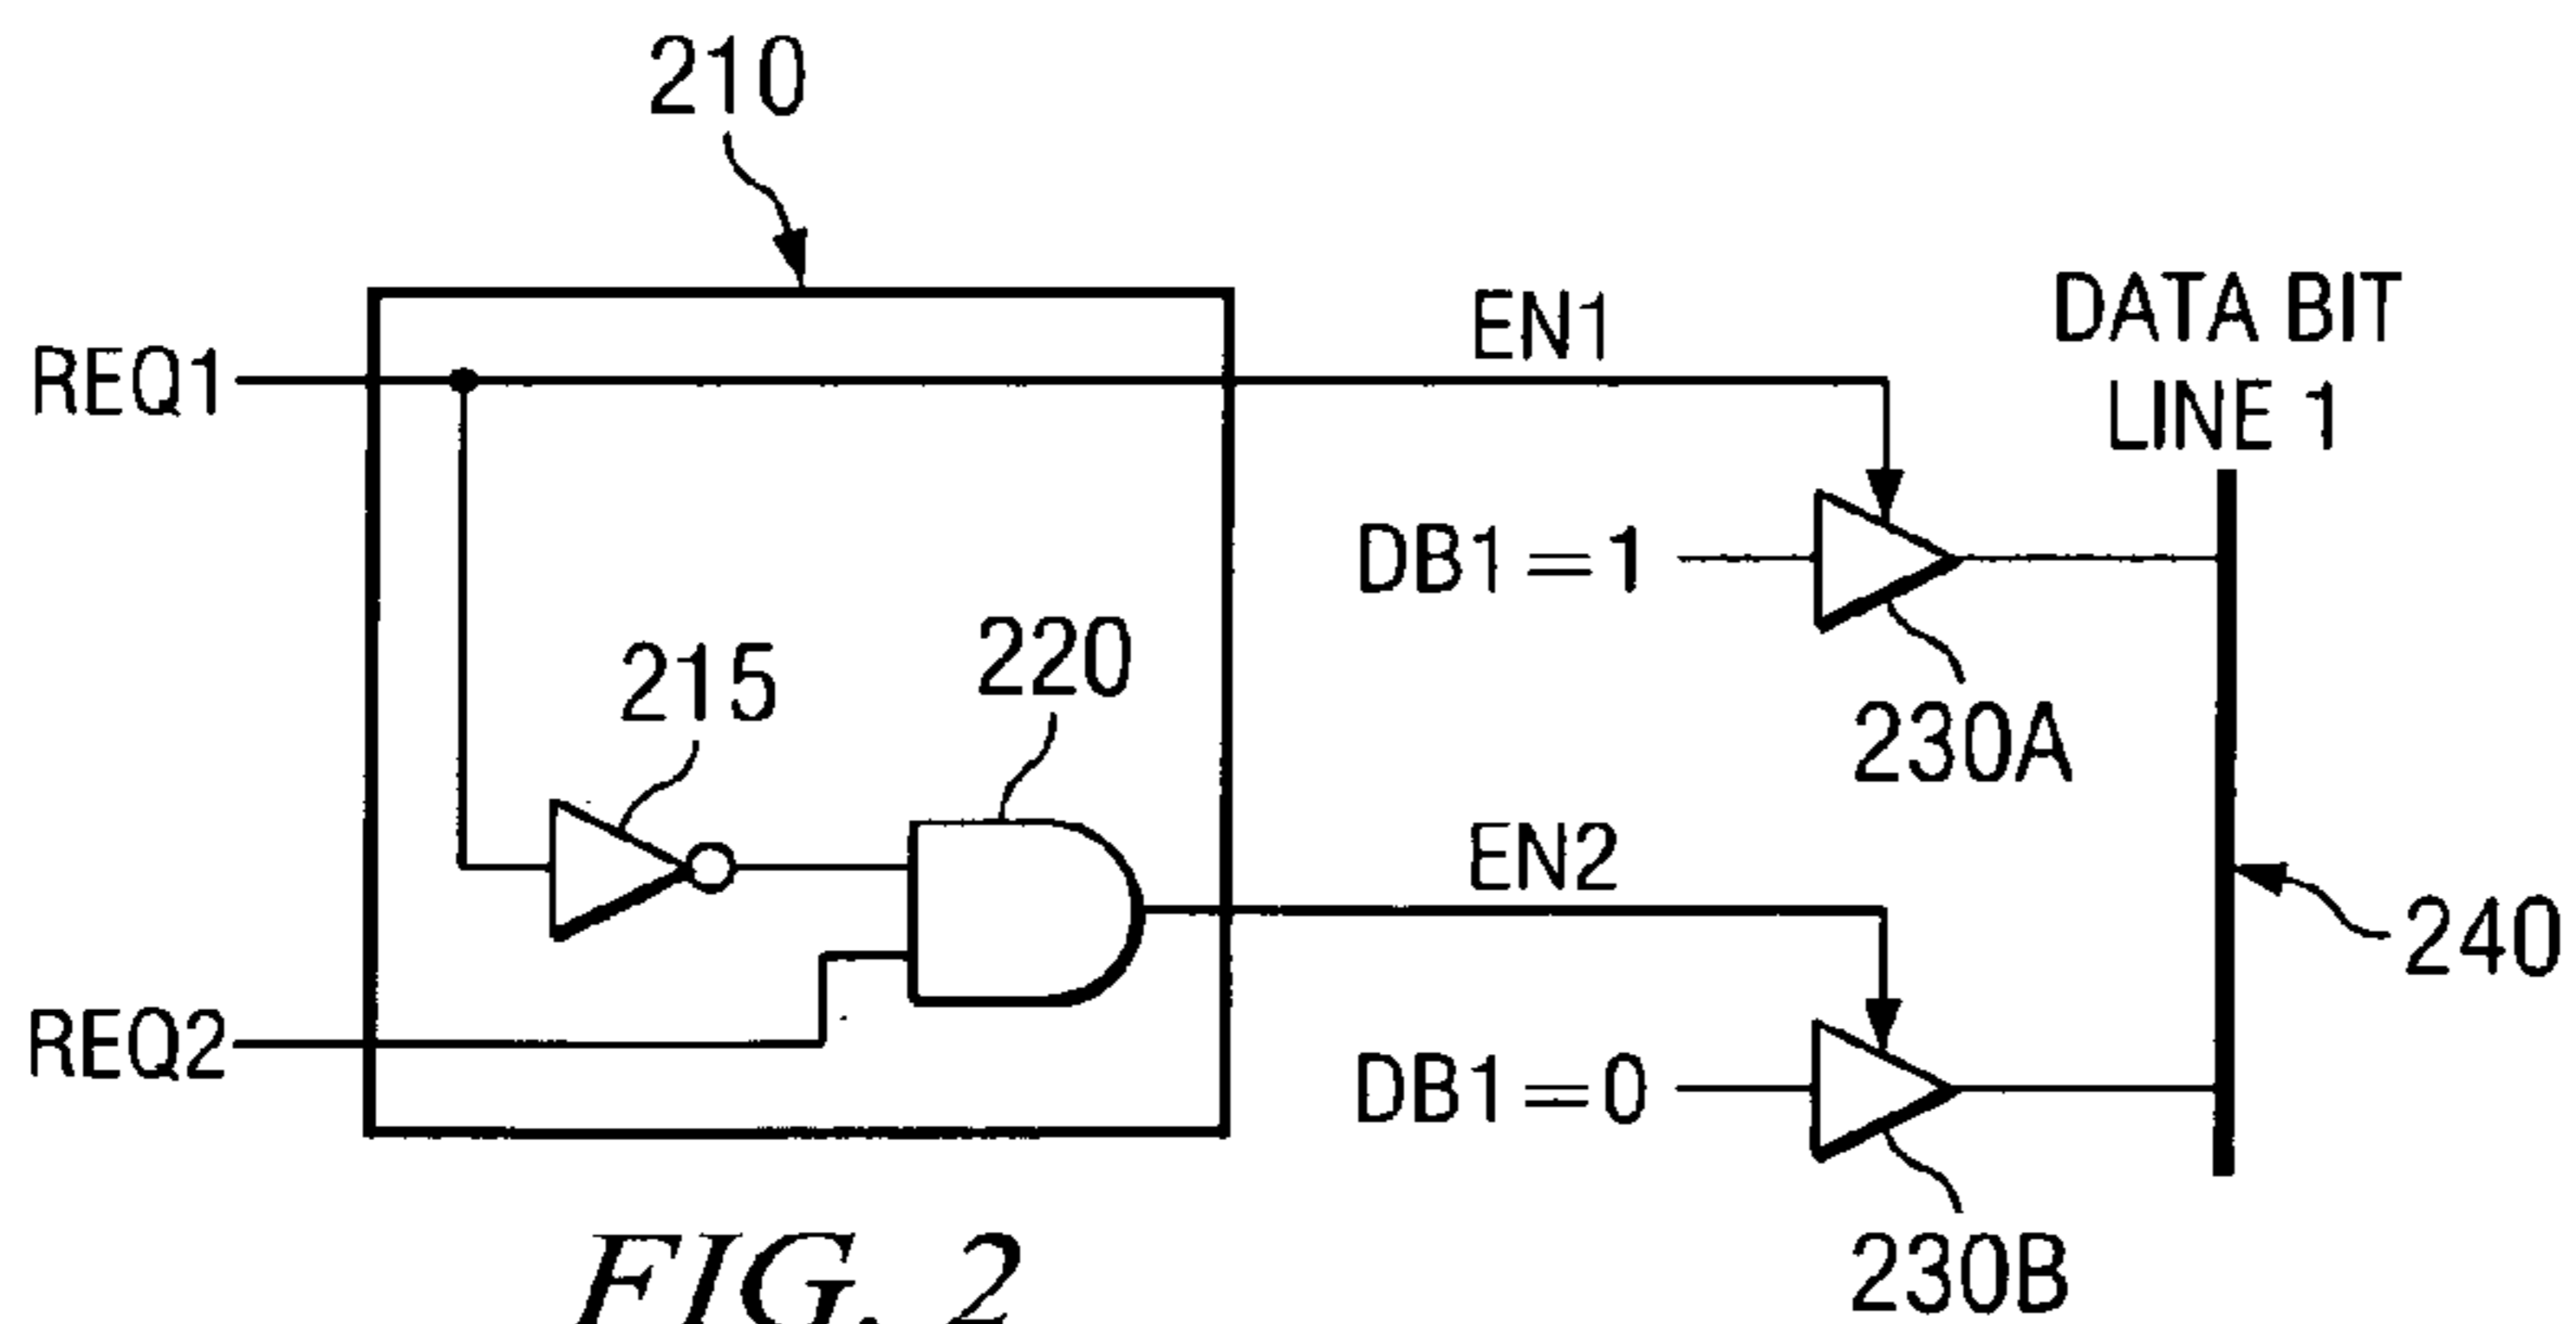 210
REQ1
EN1
DATA BIT
LINE 1
DB1=1
230A
215
220
EN2
240
REQ2
DB1=0
230B
FIG. 2